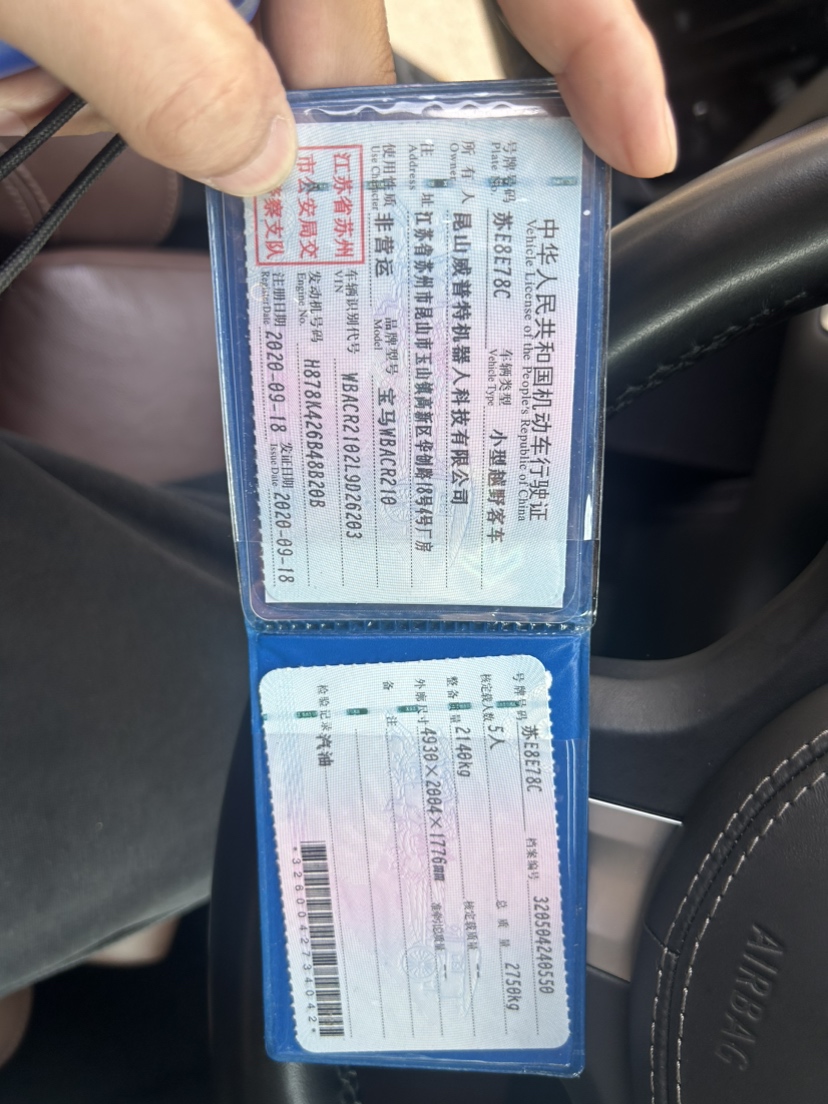 中华人民共和国机动车行驶证
Vehicle License of the People's Republic of China
号牌号码 苏E8E78C 车辆类型 小型越野客车
Plate No. Vehicle Type
所有人 昆山威普特机器人科技有限公司
Owner
住址 江苏省苏州市昆山市玉山镇高新区华创路18号4号厂房
Address
使用性质 非营运 品牌型号 宝马WBACR210
Use Character Model
江苏省苏州
市公安局交
警察支队
车辆识别代号 WBACR2102L9D26203
VIN
发动机号码 H878K426B48B20B
Engine No.
注册日期 2020-09-18 发证日期 2020-09-18
Register Date Issue Date
号牌号码 苏E8E78C 档案编号 320504240550
核定载人数 5人 总质量 2750kg
整备质量 2140kg 核定载质量 --
外廓尺寸 4930×2004×1776mm 准牵引总质量 --
备注
检验记录 汽油
*3260042734042*
AIRBAG